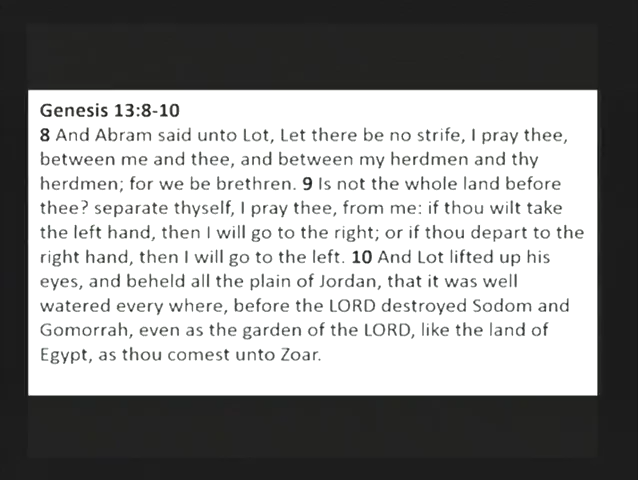 Genesis 13:8-10
8 And Abram said unto Lot, Let there be no strife, I pray thee,
between me and thee, and between my herdmen and thy
herdmen; for we be brethren. 9 Is not the whole land before
thee? separate thyself, I pray thee, from me: if thou wilt take
the left hand, then I will go to the right; or if thou depart to the
right hand, then I will go to the left. 10 And Lot lifted up his
eyes, and beheld all the plain of Jordan, that it was well
watered every where, before the LORD destroyed Sodom and
Gomorrah, even as the garden of the LORD, like the land of
Egypt, as thou comest unto Zoar.